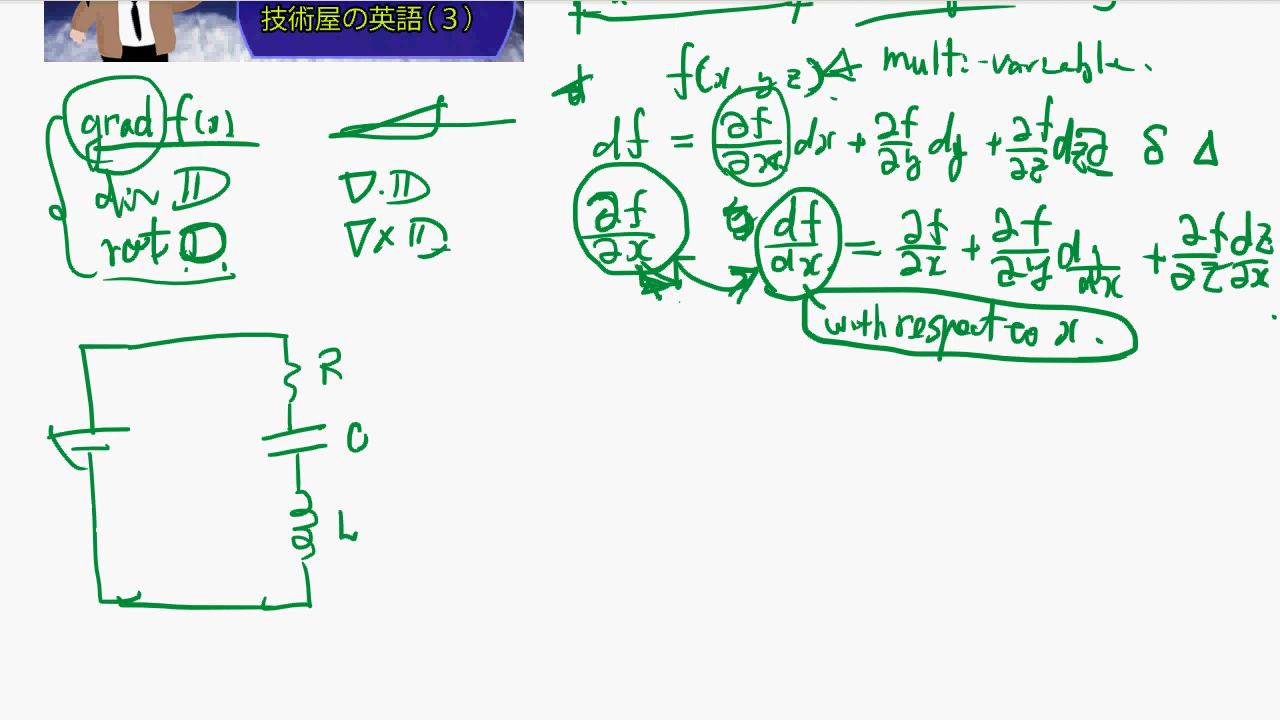 技術屋の英語(3)
grad f(x)
div D ∇·D
rot D ∇×D
R
C
L
f(x, y, z) multi-variable.
df = ∂f/∂x dx + ∂f/∂y dy + ∂f/∂z dz δ Δ
∂f/∂x df/dx = ∂f/∂x + ∂f/∂y dy/dx + ∂f/∂z dz/∂x
with respect to x.